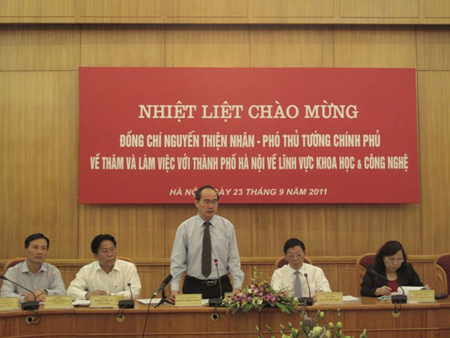 NHIỆT LIỆT CHÀO MỪNG
ĐỒNG CHÍ NGUYỄN THIỆN NHÂN - PHÓ THỦ TƯỚNG CHÍNH PHỦ
VỀ THĂM VÀ LÀM VIỆC VỚI THÀNH PHỐ HÀ NỘI VỀ LĨNH VỰC KHOA HỌC & CÔNG NGHỆ
HÀ NỘI, NGÀY 23 THÁNG 9 NĂM 2011